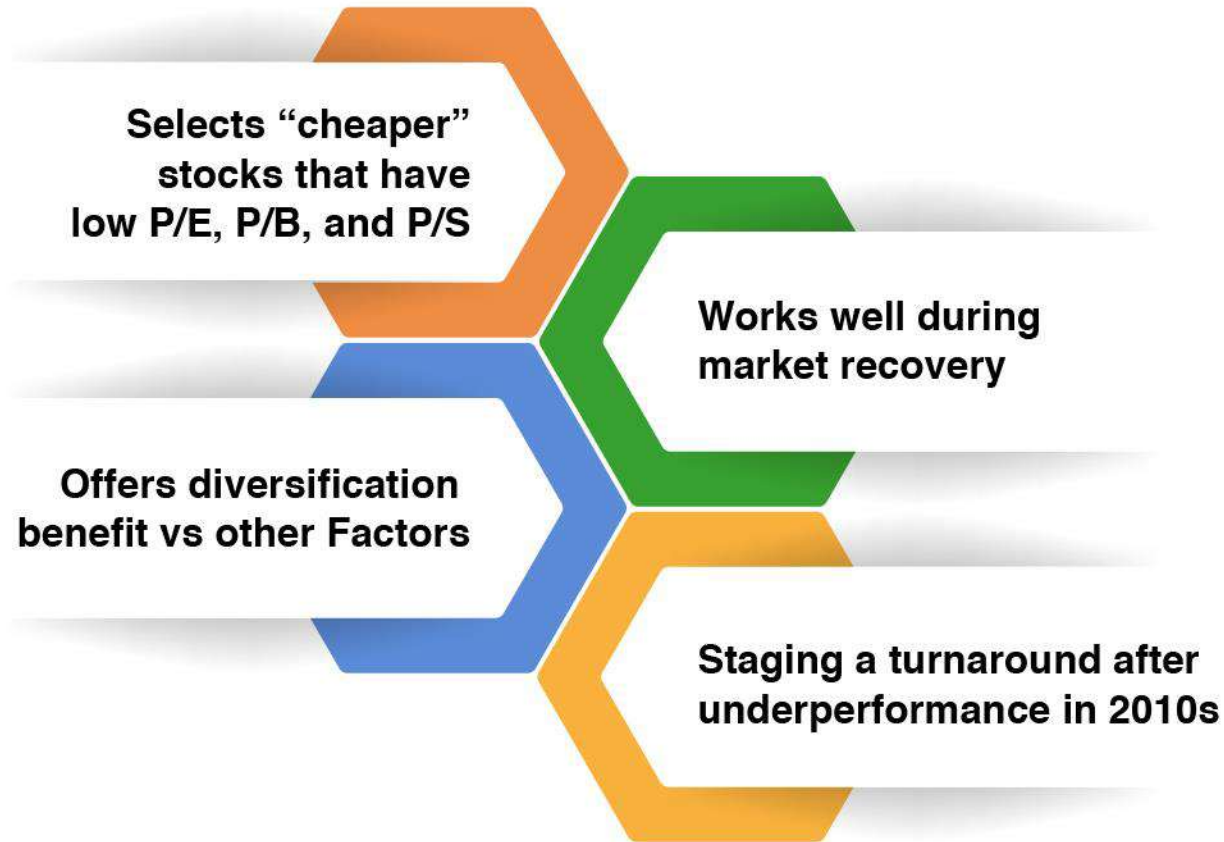 Selects “cheaper”
stocks that have
low P/E, P/B, and P/S
Works well during
market recovery
Offers diversification
benefit vs other Factors
Staging a turnaround after
underperformance in 2010s